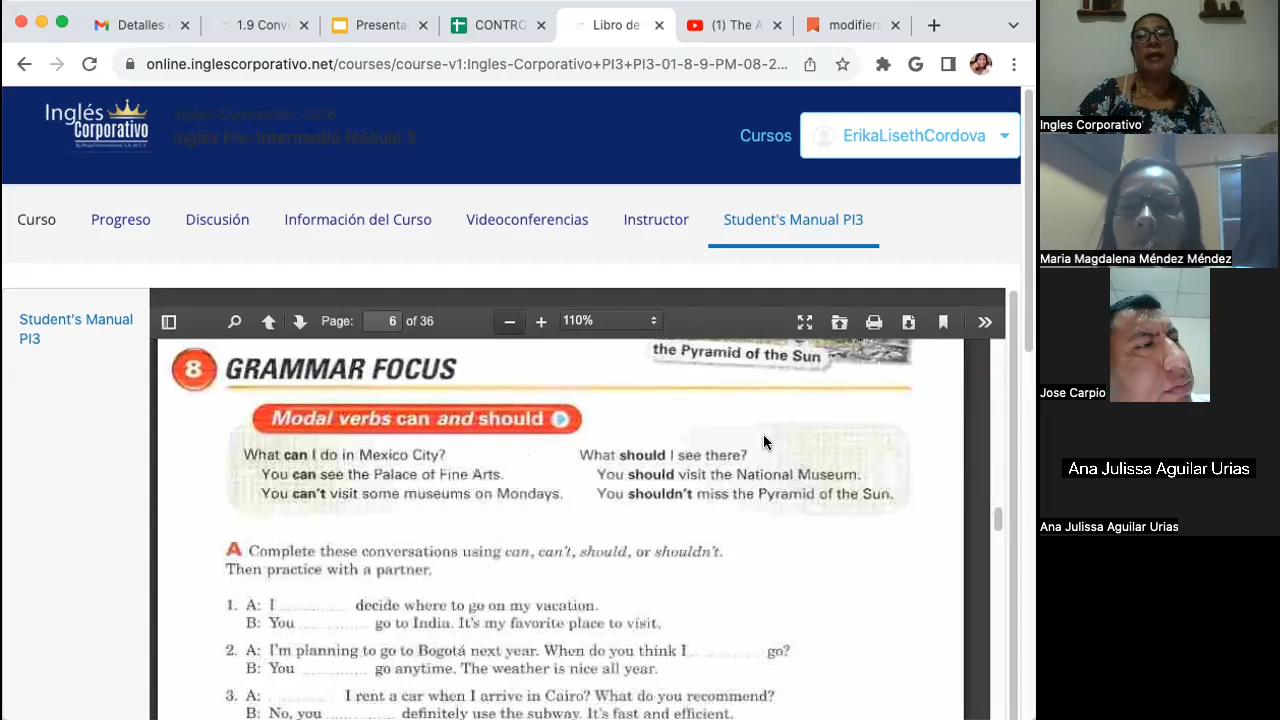 Detalles
1.9 Conv
Presenta
CONTRO
Libro de
(1) The A
modifiers
online.inglescorporativo.net/courses/course-v1:Ingles-Corporativo+PI3+PI3-01-8-9-PM-08-2...
Inglés
Corporativo
Ingles-Corporativo: 2018
Inglés Pre-Intermedio Módulo 3
Cursos
ErikaLisethCordova
Curso
Progreso
Discusión
Información del Curso
Videoconferencias
Instructor
Student's Manual PI3
Student's Manual
PI3
Page: 6 of 36
110%
the Pyramid of the Sun
8 GRAMMAR FOCUS
Modal verbs can and should
What can I do in Mexico City?
You can see the Palace of Fine Arts.
You can't visit some museums on Mondays.
What should I see there?
You should visit the National Museum.
You shouldn't miss the Pyramid of the Sun.
A Complete these conversations using can, can't, should, or shouldn't.
Then practice with a partner.
1. A: I ............ decide where to go on my vacation.
B: You ............ go to India. It's my favorite place to visit.
2. A: I'm planning to go to Bogotá next year. When do you think I ............ go?
B: You ............ go anytime. The weather is nice all year.
3. A: ............ I rent a car when I arrive in Cairo? What do you recommend?
B: No, you ............ definitely use the subway. It's fast and efficient.
Ingles Corporativo
Maria Magdalena Méndez Méndez
Jose Carpio
Ana Julissa Aguilar Urias
Ana Julissa Aguilar Urias